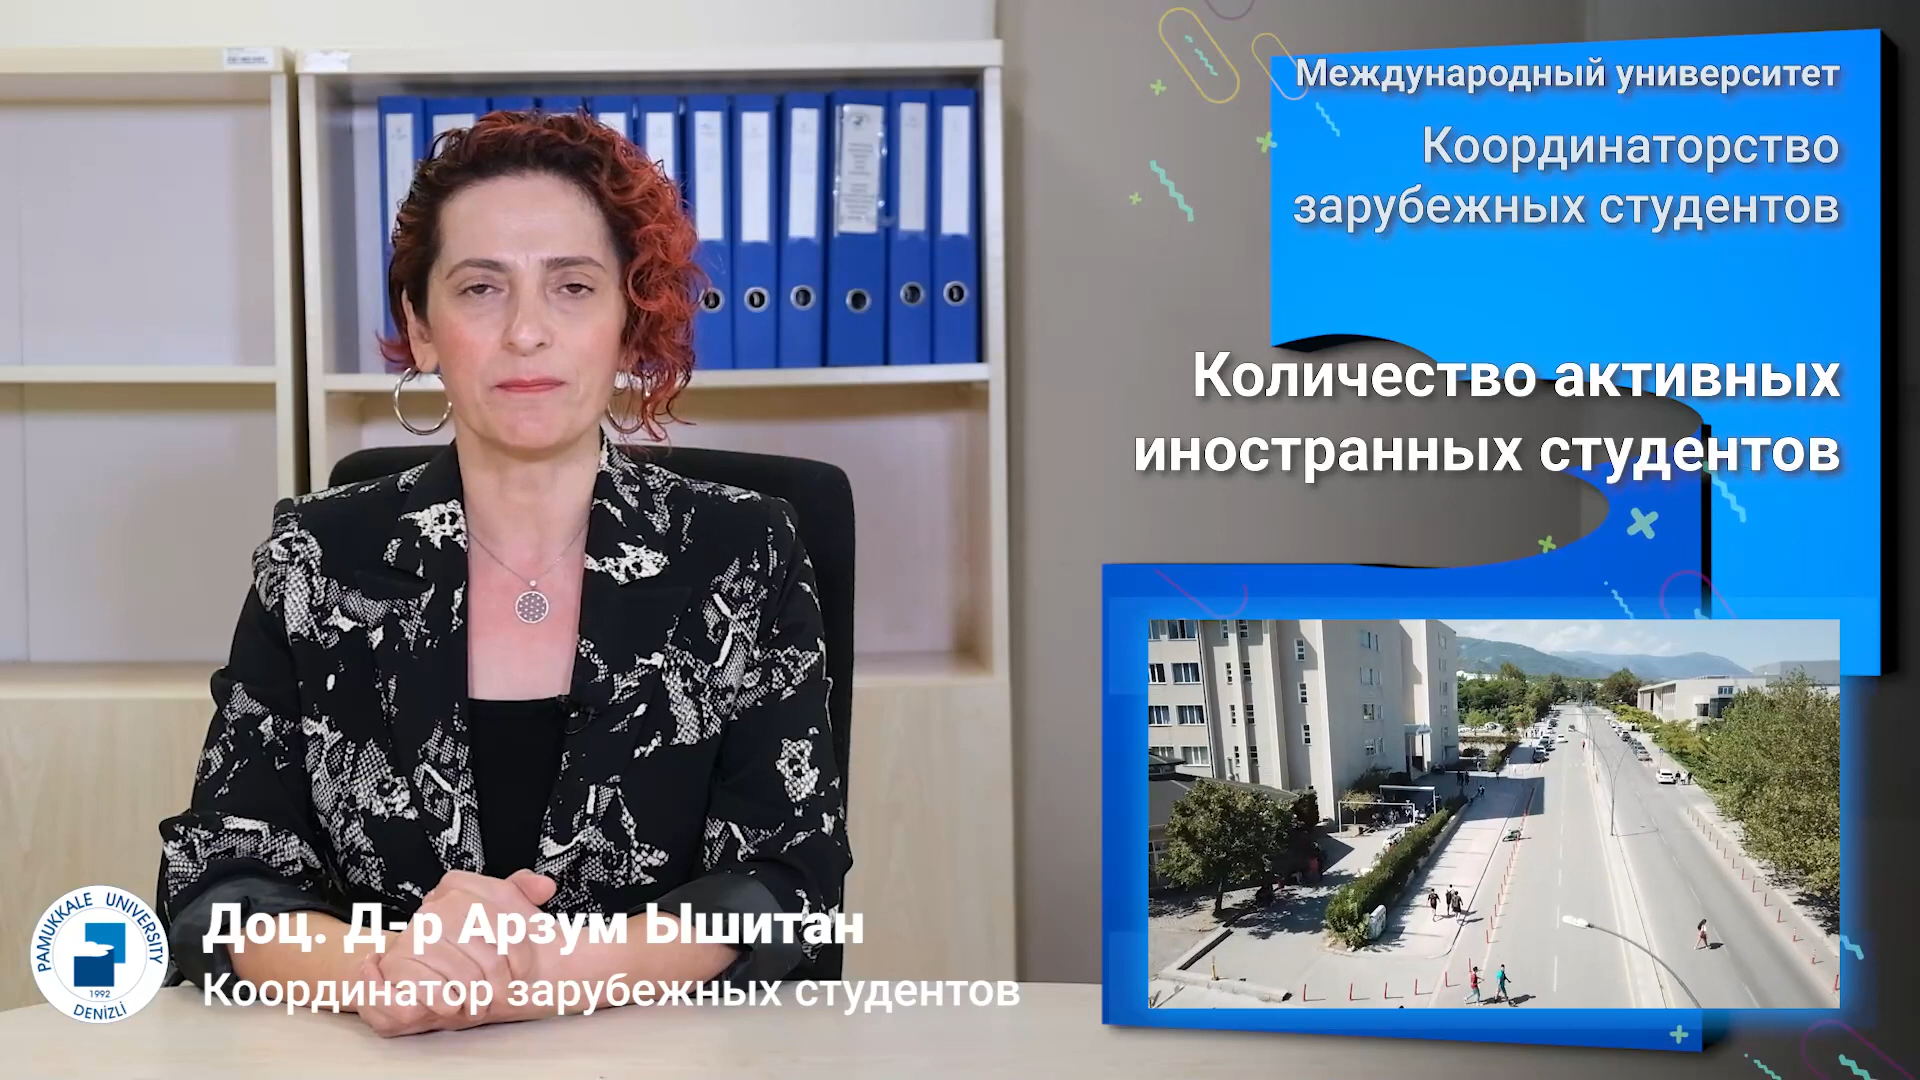 Международный университет
Координаторство
зарубежных студентов
Количество активных
иностранных студентов
Доц. Д-р Арзум Ышитан
Координатор зарубежных студентов
PAMUKKALE UNIVERSITY
1992
DENİZLİ